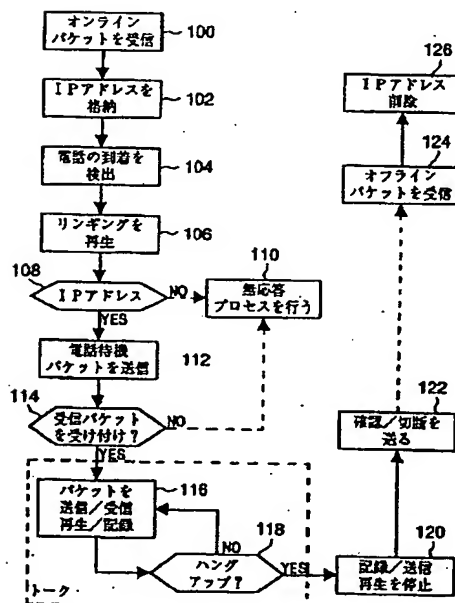 オンライン
パケットを受信
100
IPアドレスを
格納
102
電話の到着を
検出
104
リンギングを
再生
106
108
IPアドレス
NO
YES
110
無応答
プロセスを行う
電話待機
パケットを送信
112
114
受信パケット
を受け付け?
NO
YES
パケットを
送信/受信
再生/記録
116
NO
118
ハング
アップ?
YES
トーク
120
記録/送信
再生を停止
122
確認/切断を
送る
124
オフライン
パケットを受信
126
IPアドレス
削除